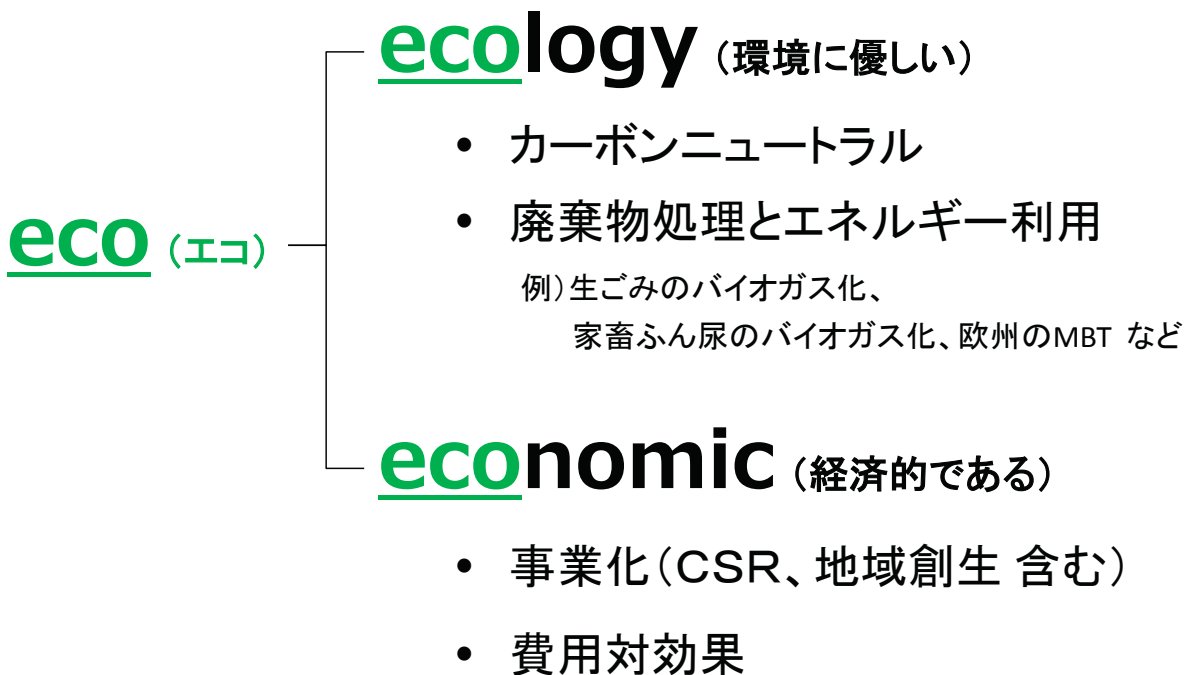 ecology（環境に優しい）
• カーボンニュートラル
• 廃棄物処理とエネルギー利用
例）生ごみのバイオガス化、
家畜ふん尿のバイオガス化、欧州のMBT など
eco（エコ）
economic（経済的である）
• 事業化（CSR、地域創生 含む）
• 費用対効果